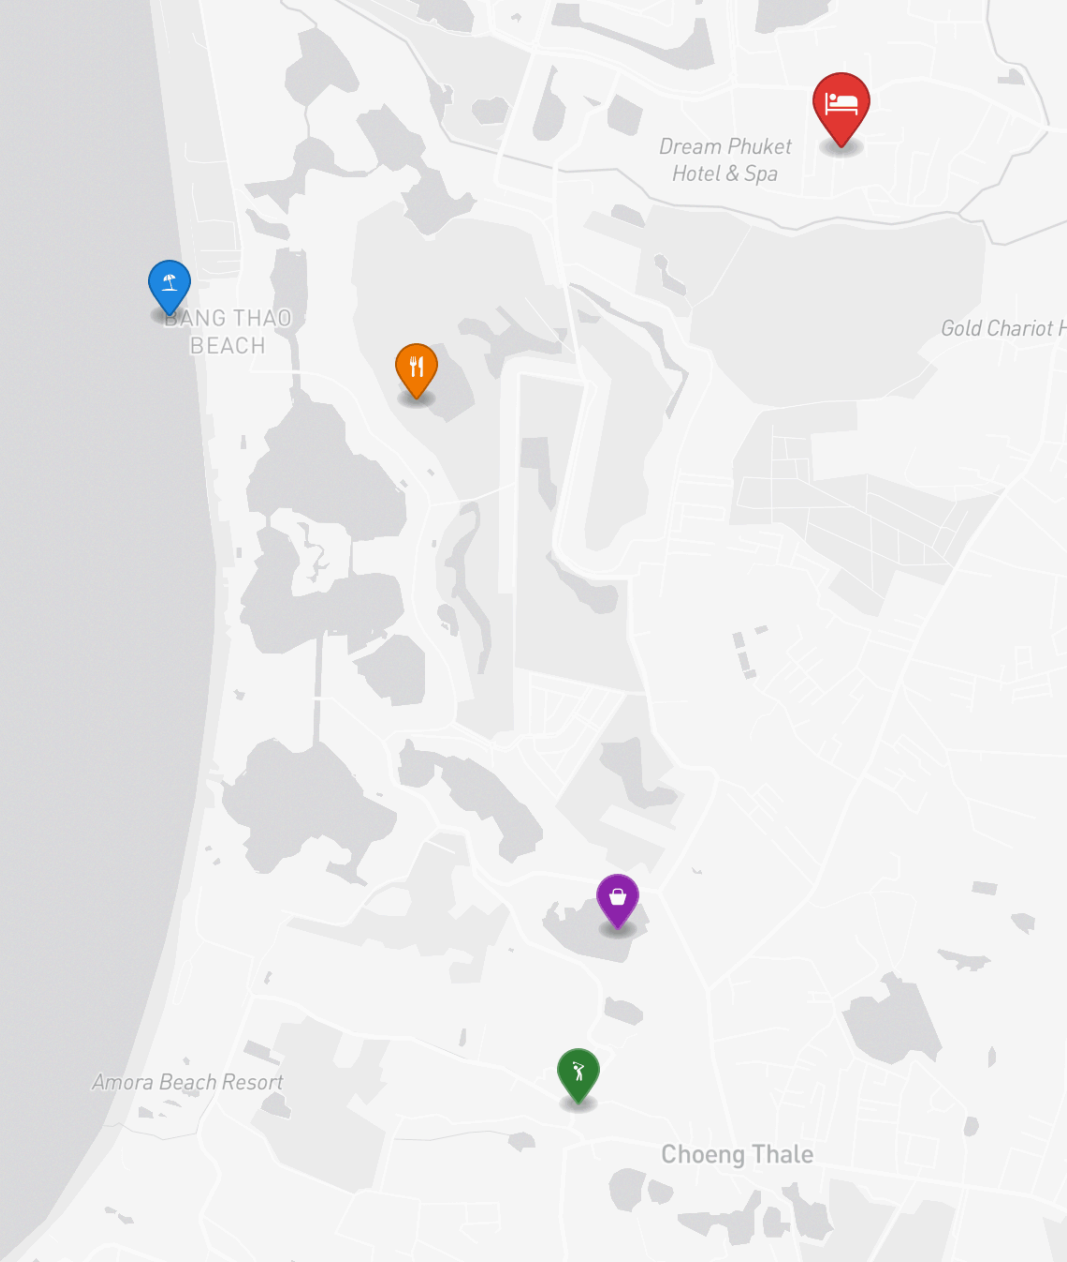 Dream Phuket
Hotel & Spa
BANG THAO
BEACH
Gold Chariot H
Amora Beach Resort
Choeng Thale